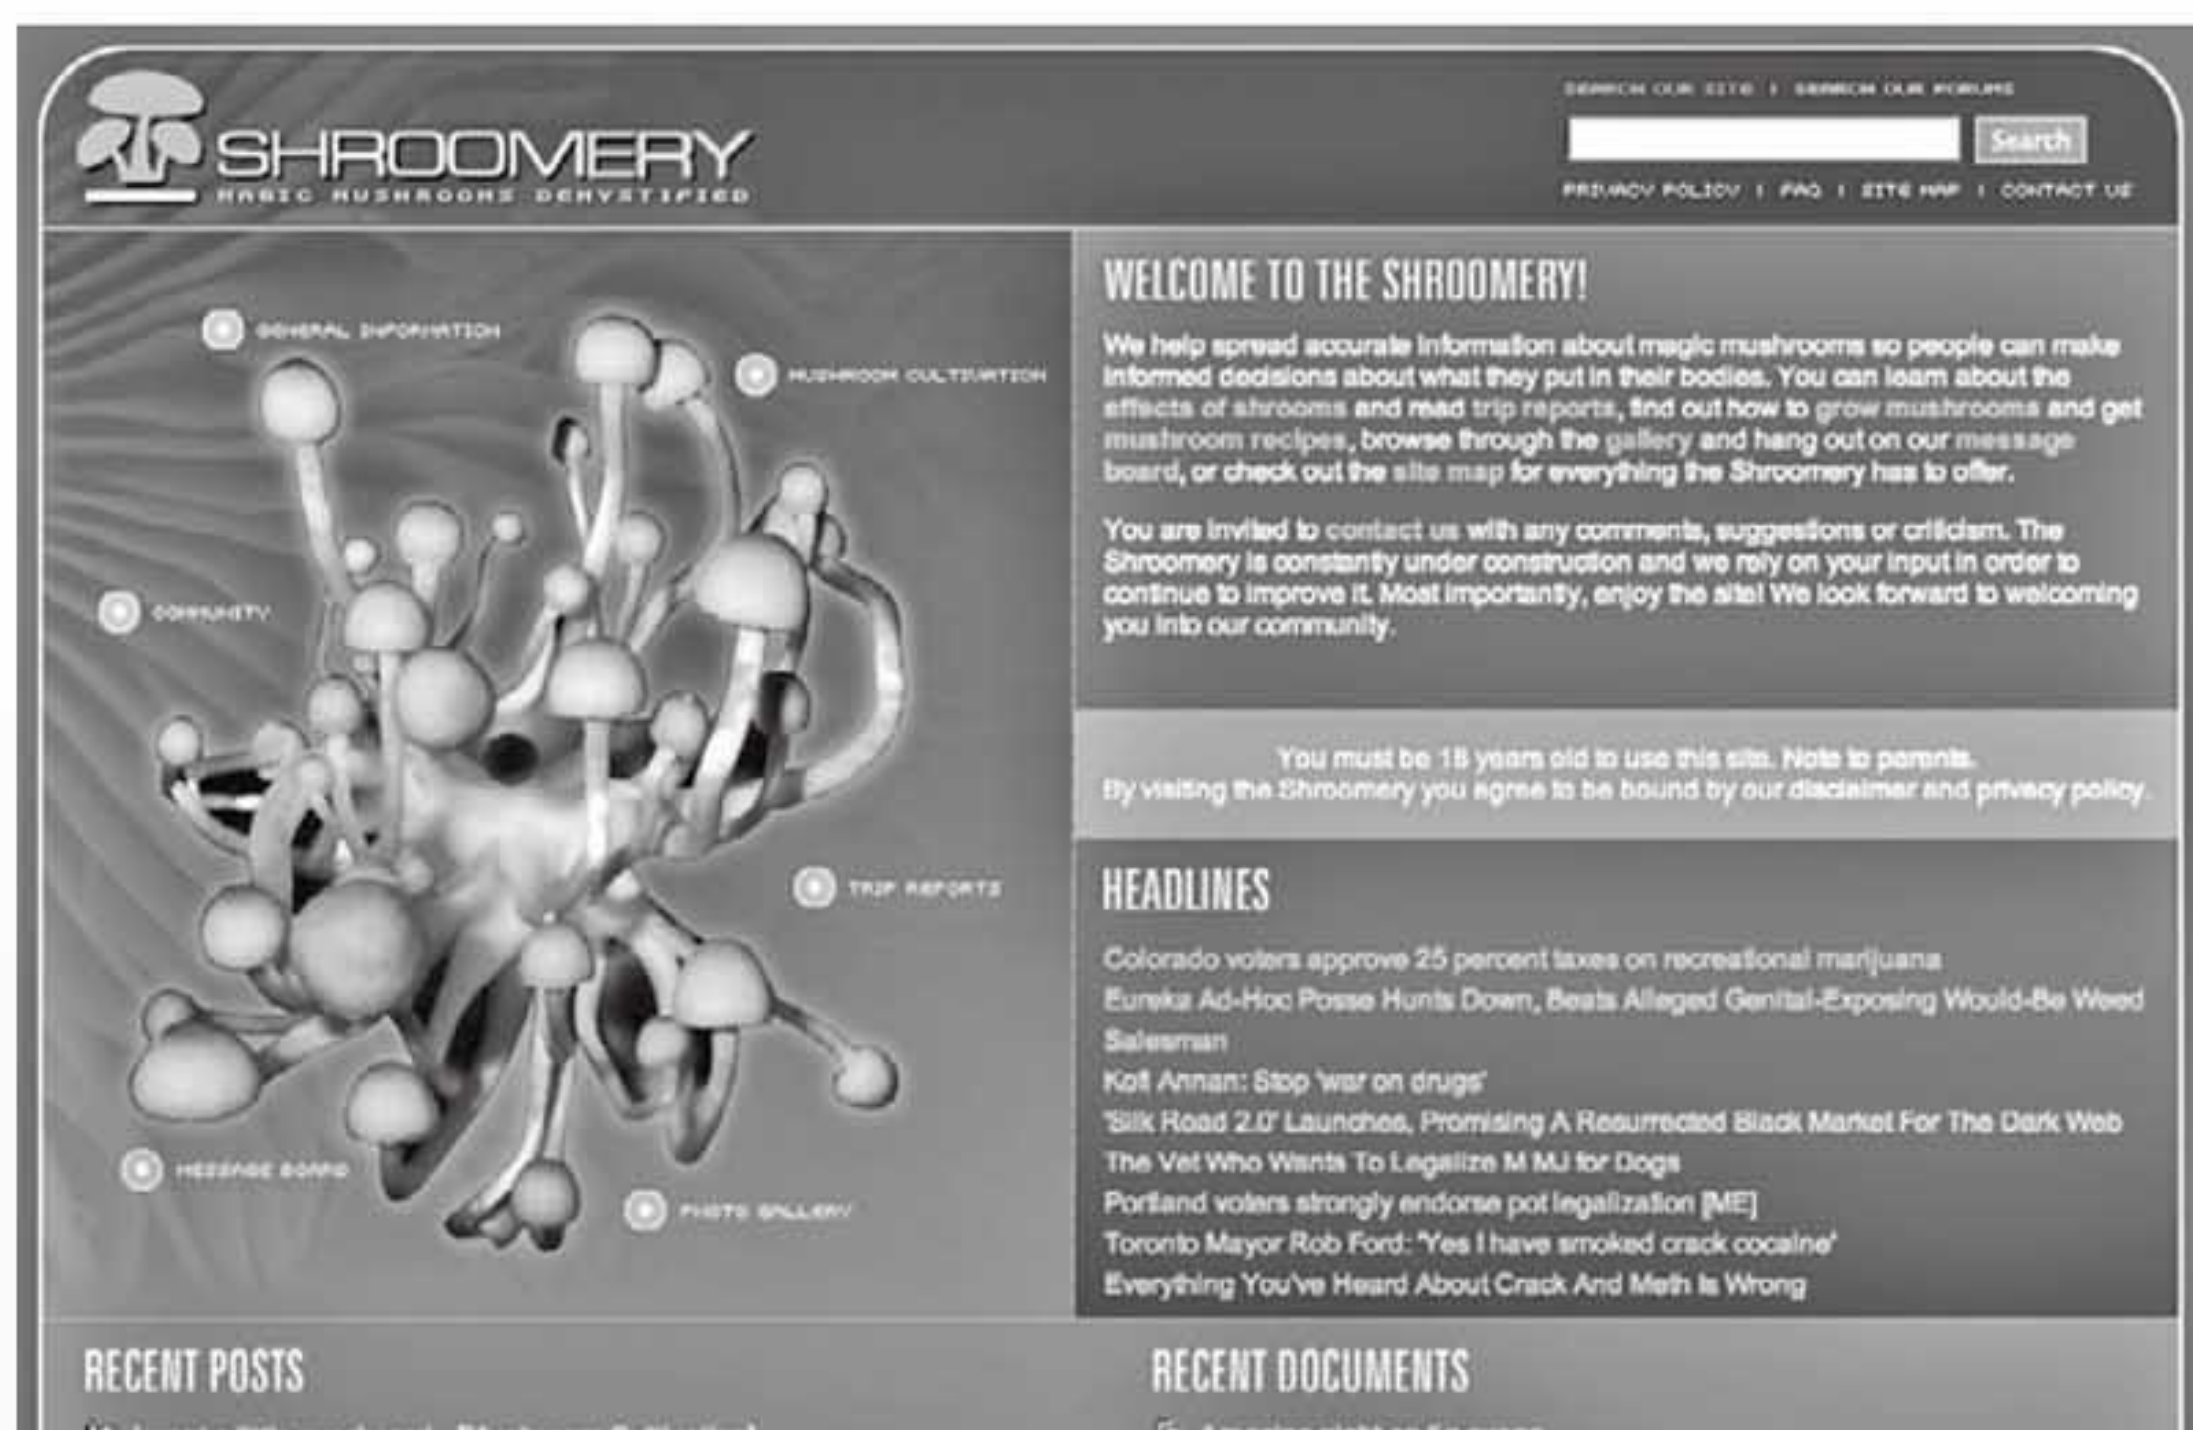 SEARCH OUR SITE | SEARCH OUR FORUMS
SHROOMERY
MAGIC MUSHROOMS DEMYSTIFIED
Search
PRIVACY POLICY | FAQ | SITE MAP | CONTACT US
GENERAL INFORMATION
MUSHROOM CULTIVATION
COMMUNITY
TRIP REPORTS
MESSAGE BOARD
PHOTO GALLERY
WELCOME TO THE SHROOMERY!
We help spread accurate information about magic mushrooms so people can make
informed decisions about what they put in their bodies. You can learn about the
effects of shrooms and read trip reports, find out how to grow mushrooms and get
mushroom recipes, browse through the gallery and hang out on our message
board, or check out the site map for everything the Shroomery has to offer.
You are invited to contact us with any comments, suggestions or criticism. The
Shroomery is constantly under construction and we rely on your input in order to
continue to improve it. Most importantly, enjoy the site! We look forward to welcoming
you into our community.
You must be 18 years old to use this site. Note to parents.
By visiting the Shroomery you agree to be bound by our disclaimer and privacy policy.
HEADLINES
Colorado voters approve 25 percent taxes on recreational marijuana
Eureka Ad-Hoc Posse Hunts Down, Beats Alleged Genital-Exposing Would-Be Weed
Salesman
Kofi Annan: Stop 'war on drugs'
'Silk Road 2.0' Launches, Promising A Resurrected Black Market For The Dark Web
The Vet Who Wants To Legalize M MJ for Dogs
Portland voters strongly endorse pot legalization [ME]
Toronto Mayor Rob Ford: 'Yes I have smoked crack cocaine'
Everything You've Heard About Crack And Meth Is Wrong
RECENT POSTS
RECENT DOCUMENTS